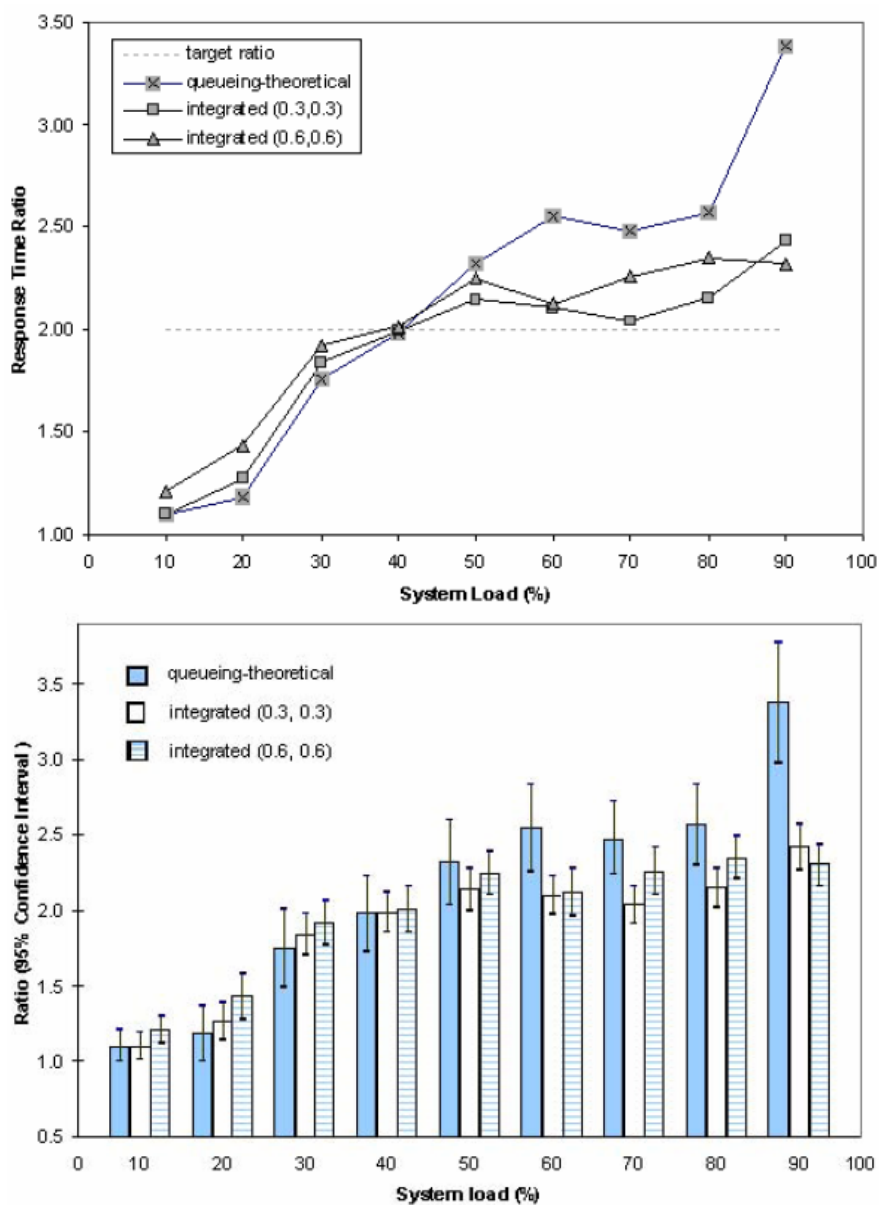 3.50
3.00
2.50
2.00
1.50
1.00
Response Time Ratio
target ratio
queueing-theoretical
integrated (0.3,0.3)
integrated (0.6,0.6)
0 10 20 30 40 50 60 70 80 90 100
System Load (%)
3.5
3.0
2.5
2.0
1.5
1.0
0.5
Ratio (95% Confidence Interval )
queueing-theoretical
integrated (0.3, 0.3)
integrated (0.6, 0.6)
0 10 20 30 40 50 60 70 80 90 100
System load (%)